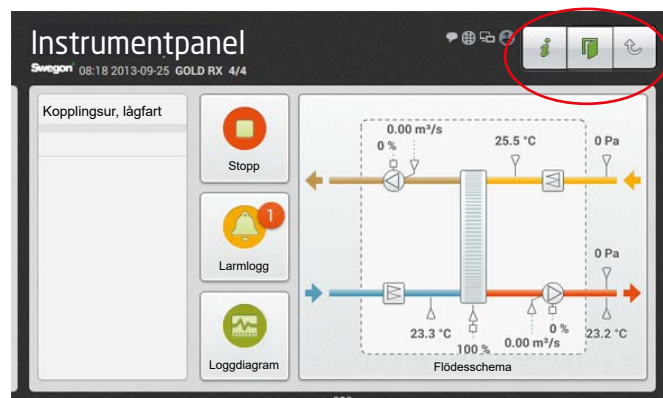 Instrumentpanel
Swegon 08:18 2013-09-25 GOLD RX 4/4
i
Kopplingsur, lågfart
Stopp
1
Larmlogg
Loggdiagram
0.00 m³/s
0 %
25.5 °C
0 Pa
0 Pa
23.3 °C
100 %
0.00 m³/s
0 %
23.2 °C
Flödesschema